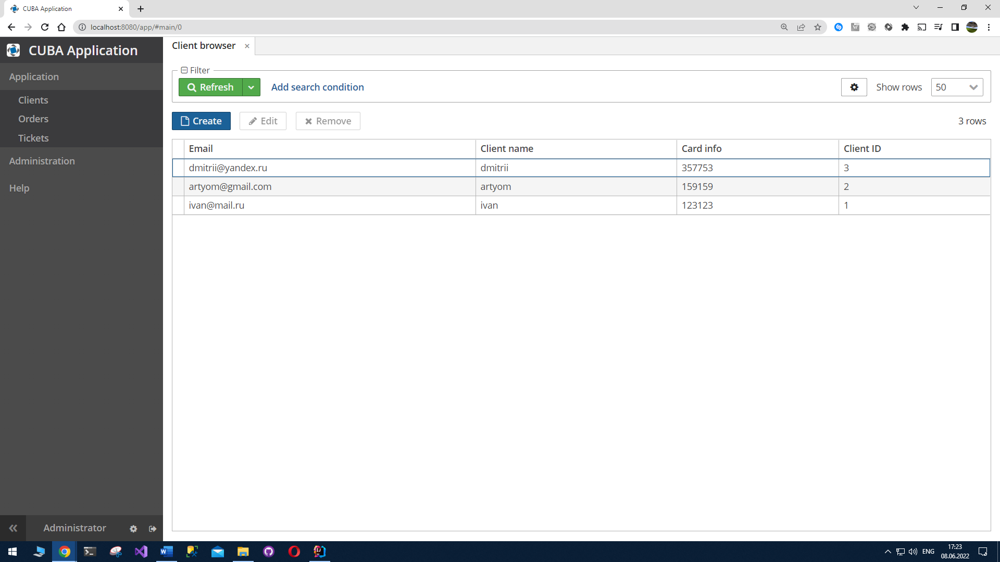 CUBA Application
localhost:8080/app/#main/0
CUBA Application
Application
Clients
Orders
Tickets
Administration
Help
Administrator
Client browser
Filter
Refresh Add search condition Show rows 50
Create Edit Remove 3 rows
Email Client name Card info Client ID
dmitrii@yandex.ru dmitrii 357753 3
artyom@gmail.com artyom 159159 2
ivan@mail.ru ivan 123123 1
ENG
17:23
08.06.2022